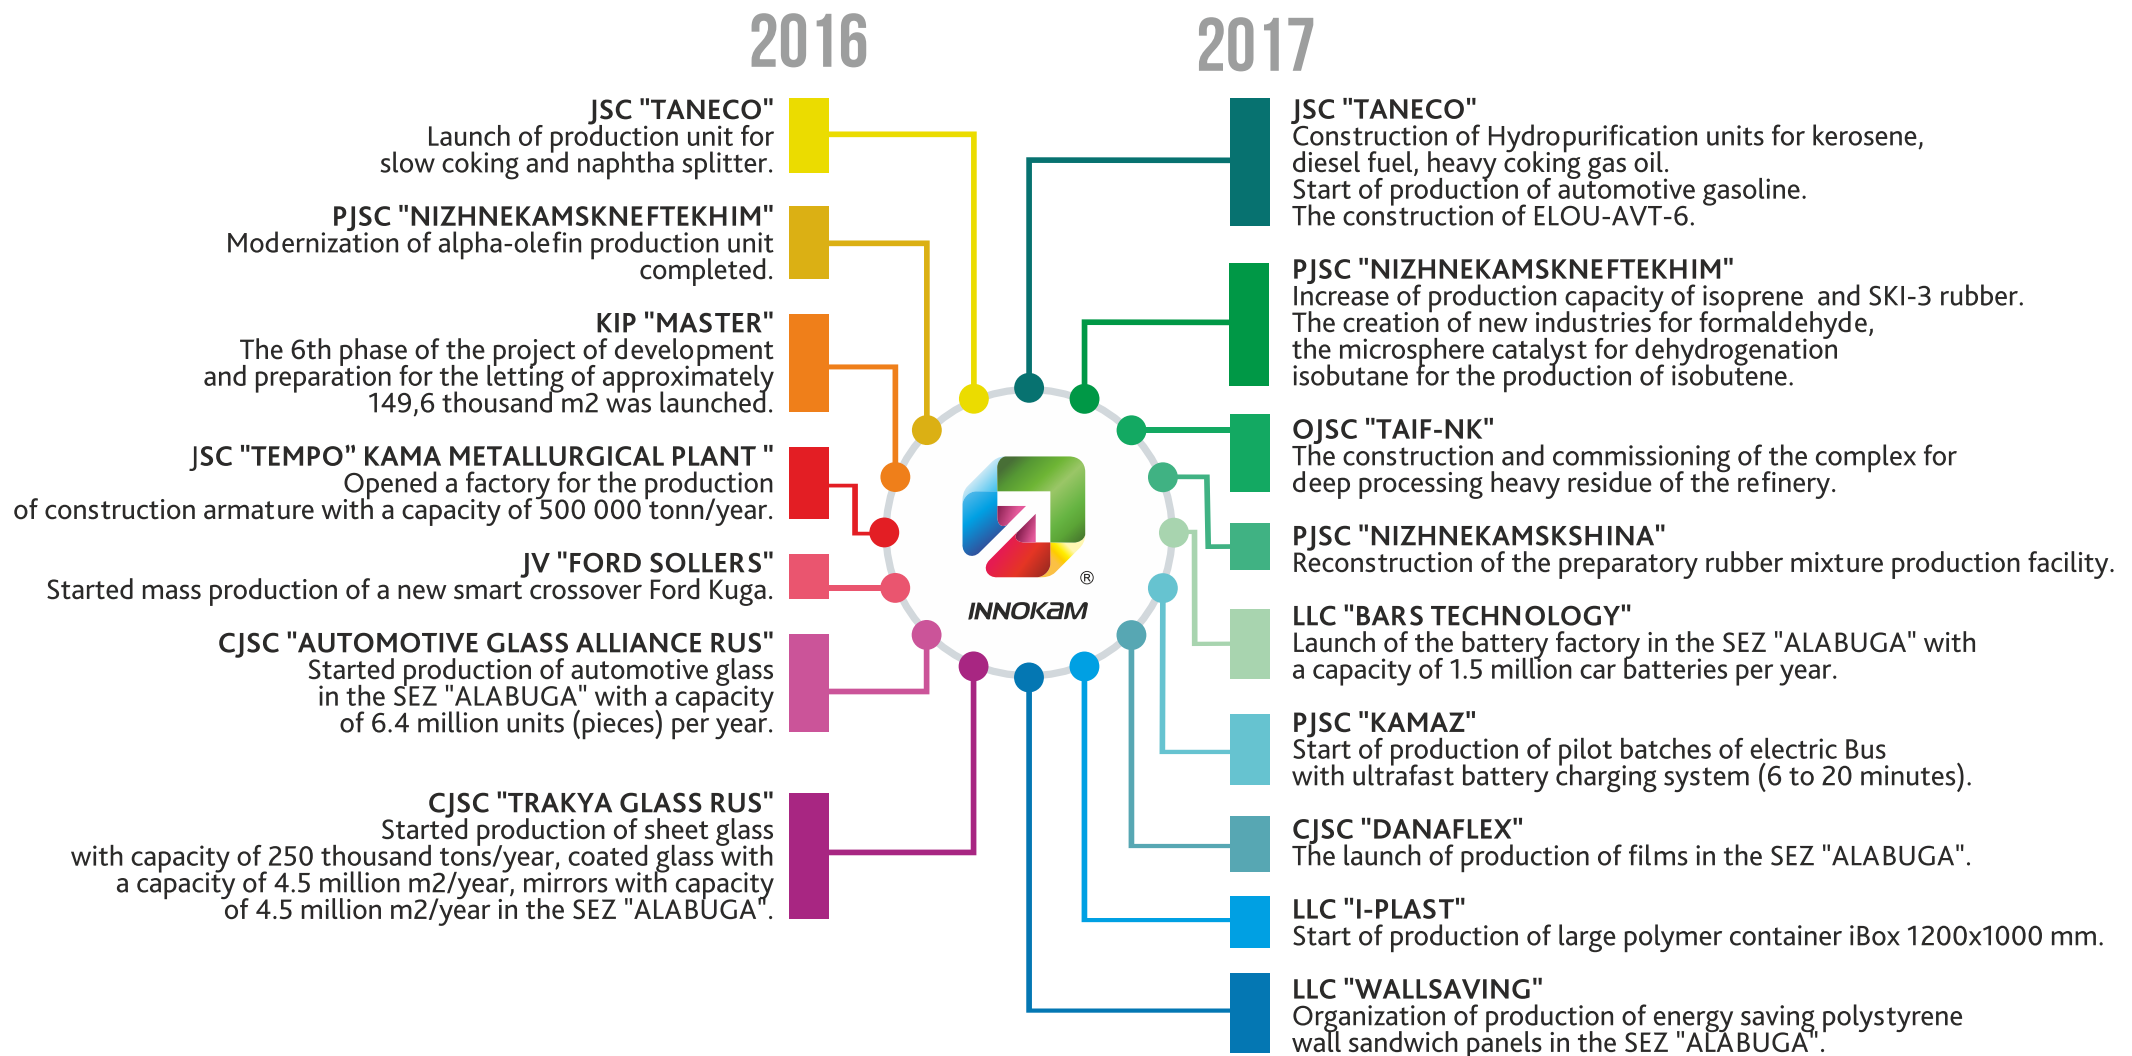 2016
JSC "TANECO"
Launch of production unit for
slow coking and naphtha splitter.
PJSC "NIZHNEKAMSKNEFTEKHIM"
Modernization of alpha-olefin production unit
completed.
KIP "MASTER"
The 6th phase of the project of development
and preparation for the letting of approximately
149,6 thousand m2 was launched.
JSC "TEMPO” KAMA METALLURGICAL PLANT "
Opened a factory for the production
of construction armature with a capacity of 500 000 tonn/year.
JV "FORD SOLLERS"
Started mass production of a new smart crossover Ford Kuga.
CJSC "AUTOMOTIVE GLASS ALLIANCE RUS"
Started production of automotive glass
in the SEZ "ALABUGA" with a capacity
of 6.4 million units (pieces) per year.
CJSC "TRAKYA GLASS RUS"
Started production of sheet glass
with capacity of 250 thousand tons/year, coated glass with
a capacity of 4.5 million m2/year, mirrors with capacity
of 4.5 million m2/year in the SEZ "ALABUGA".
®
INNOKAM
2017
JSC "TANECO"
Construction of Hydropurification units for kerosene,
diesel fuel, heavy coking gas oil.
Start of production of automotive gasoline.
The construction of ELOU-AVT-6.
PJSC "NIZHNEKAMSKNEFTEKHIM"
Increase of production capacity of isoprene  and SKI-3 rubber.
The creation of new industries for formaldehyde,
the microsphere catalyst for dehydrogenation
isobutane for the production of isobutene.
OJSC "TAIF-NK"
The construction and commissioning of the complex for
deep processing heavy residue of the refinery.
PJSC "NIZHNEKAMSKSHINA"
Reconstruction of the preparatory rubber mixture production facility.
LLC "BARS TECHNOLOGY"
Launch of the battery factory in the SEZ "ALABUGA" with
a capacity of 1.5 million car batteries per year.
PJSC "KAMAZ"
Start of production of pilot batches of electric Bus
with ultrafast battery charging system (6 to 20 minutes).
CJSC "DANAFLEX"
The launch of production of films in the SEZ "ALABUGA".
LLC "I-PLAST"
Start of production of large polymer container iBox 1200x1000 mm.
LLC "WALLSAVING"
Organization of production of energy saving polystyrene
wall sandwich panels in the SEZ "ALABUGA".